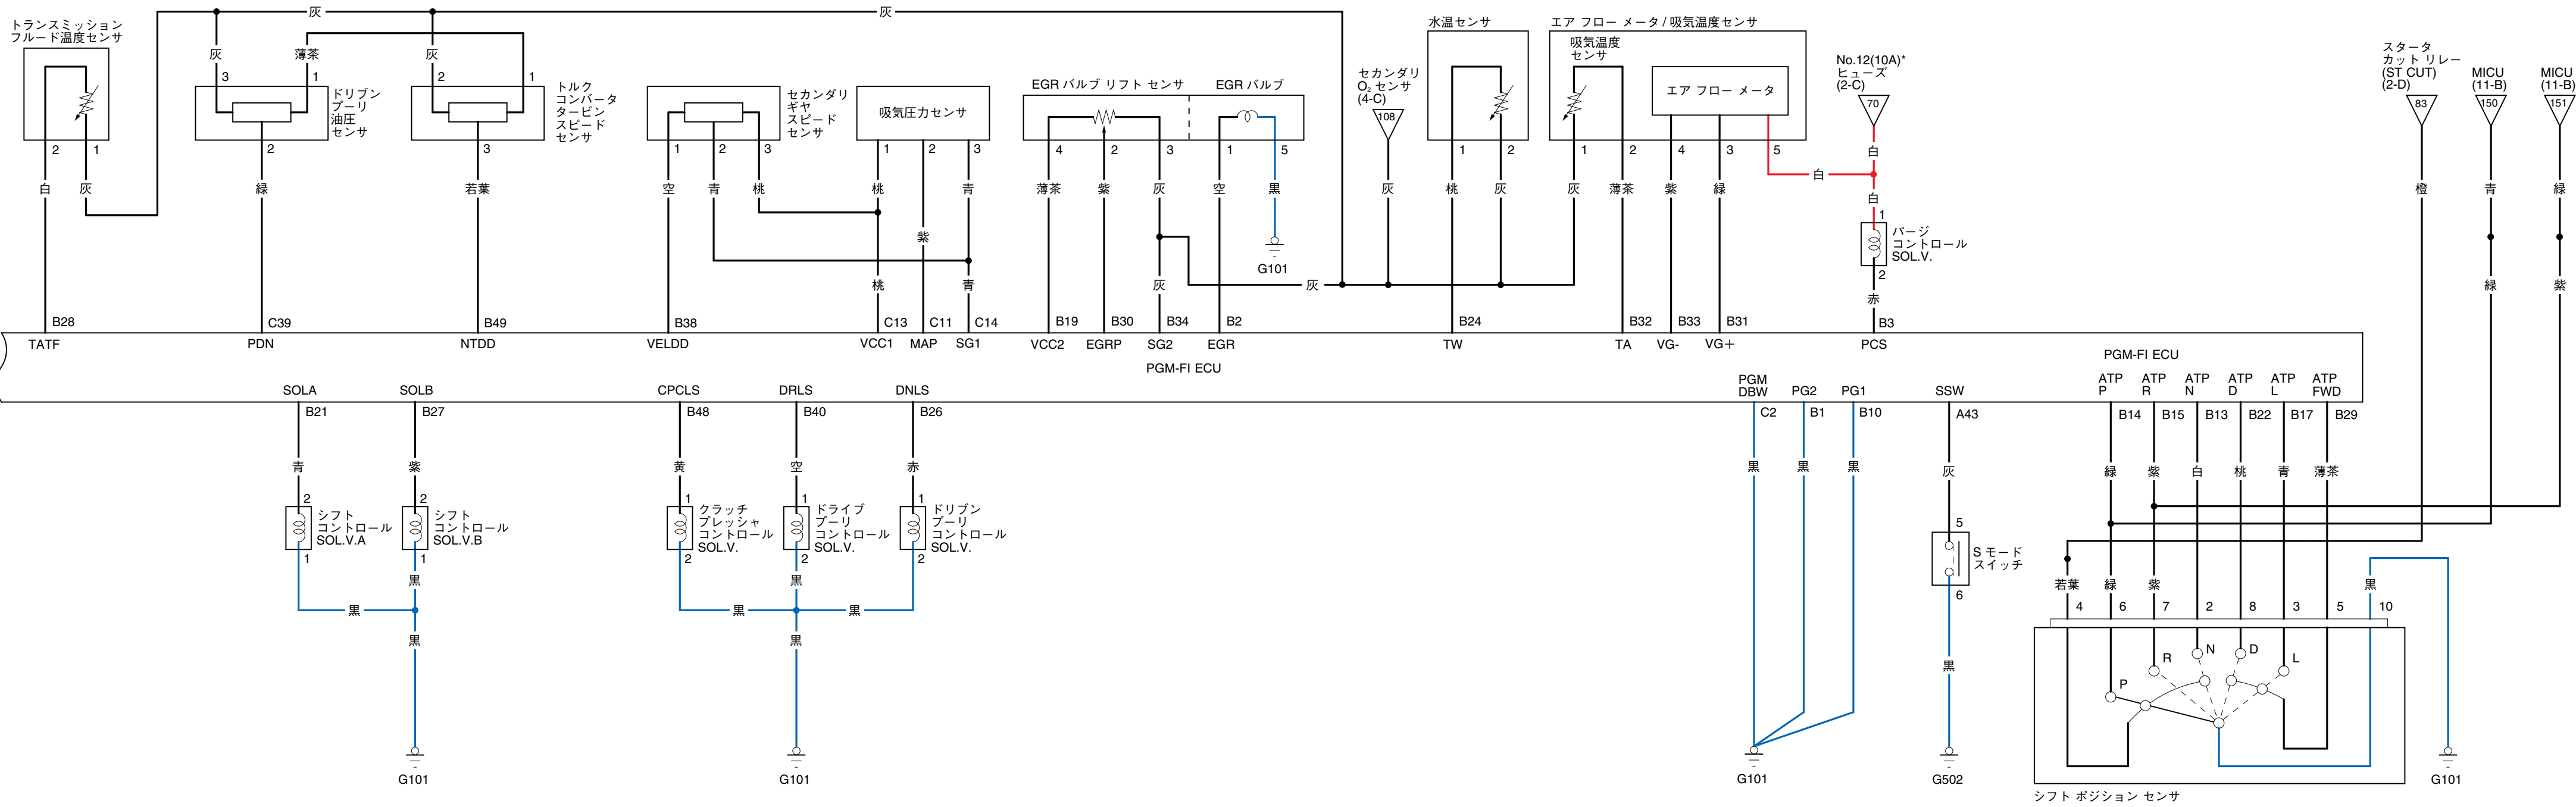 トランスミッション
フルード温度センサ
2
1
白
灰
B28
TATF
灰
灰
灰
薄茶
3
1
ドリブン
プーリ
油圧
センサ
2
緑
C39
PDN
灰
2
1
トルク
コンバータ
タービン
スピード
センサ
3
若葉
B49
NTDD
セカンダリ
ギヤ
スピード
センサ
1
2
3
空
青
桃
B38
VELDD
吸気圧力センサ
1
2
3
桃
紫
青
桃
青
C13
C11
C14
VCC1
MAP
SG1
EGR バルブ リフト センサ
EGR バルブ
4
2
3
1
5
薄茶
紫
灰
空
黒
灰
灰
G101
B19
B30
B34
B2
VCC2
EGRP
SG2
EGR
セカンダリ
O₂ センサ
(4-C)
108
灰
水温センサ
1
2
桃
灰
B24
TW
エア フロー メータ / 吸気温度センサ
吸気温度
センサ
エア フロー メータ
1
2
4
3
5
灰
薄茶
紫
緑
白
B32
B33
B31
TA
VG-
VG+
No.12(10A)*
ヒューズ
(2-C)
70
白
白
1
パージ
コントロール
SOL.V.
2
赤
B3
PCS
スタータ
カット リレー
(ST CUT)
(2-D)
83
橙
MICU
(11-B)
150
青
緑
MICU
(11-B)
151
緑
紫
PGM-FI ECU
PGM-FI ECU
SOLA
B21
青
2
シフト
コントロール
SOL.V.A
1
SOLB
B27
紫
2
シフト
コントロール
SOL.V.B
1
黒
黒
黒
G101
CPCLS
B48
黄
1
クラッチ
プレッシャ
コントロール
SOL.V.
2
DRLS
B40
空
1
ドライブ
プーリ
コントロール
SOL.V.
2
DNLS
B26
赤
1
ドリブン
プーリ
コントロール
SOL.V.
2
黒
黒
黒
黒
G101
PGM
DBW
PG2
PG1
C2
B1
B10
黒
黒
黒
G101
SSW
A43
灰
5
S モード
スイッチ
6
黒
G502
ATP
P
ATP
R
ATP
N
ATP
D
ATP
L
ATP
FWD
B14
B15
B13
B22
B17
B29
緑
紫
白
桃
青
薄茶
若葉
緑
紫
黒
4
6
7
2
8
3
5
10
P
R
N
D
L
G101
シフト ポジション センサ